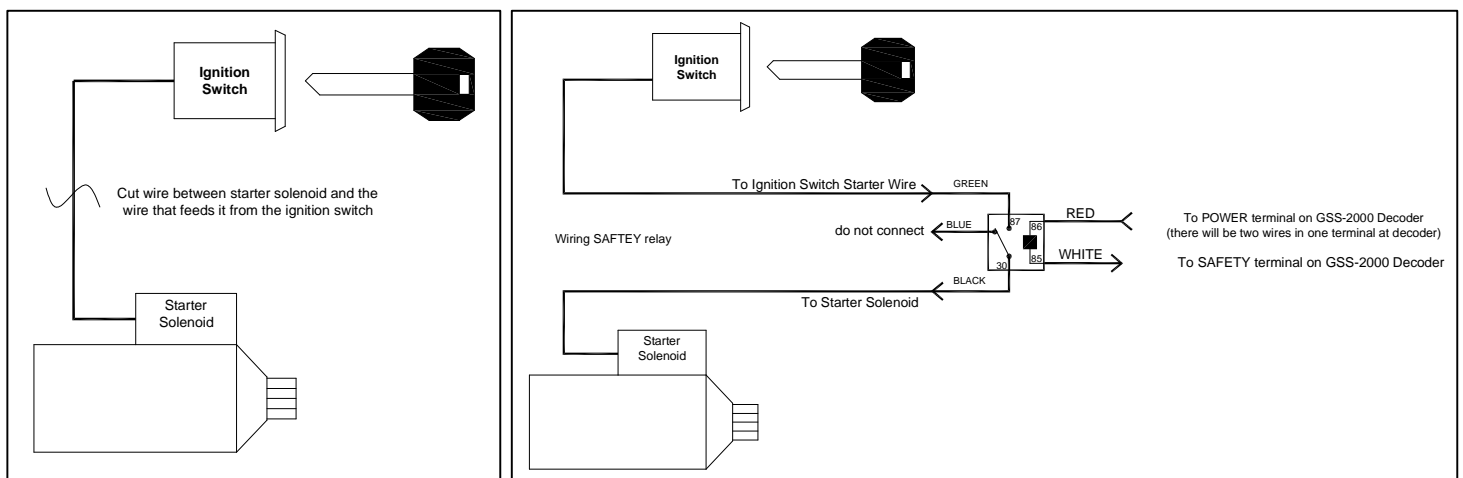 Ignition
Switch
Cut wire between starter solenoid and the
wire that feeds it from the ignition switch
Starter
Solenoid
Ignition
Switch
To Ignition Switch Starter Wire
GREEN
87
86
RED
To POWER terminal on GSS-2000 Decoder
(there will be two wires in one terminal at decoder)
do not connect
BLUE
Wiring SAFTEY relay
30
85
WHITE
To SAFETY terminal on GSS-2000 Decoder
BLACK
To Starter Solenoid
Starter
Solenoid